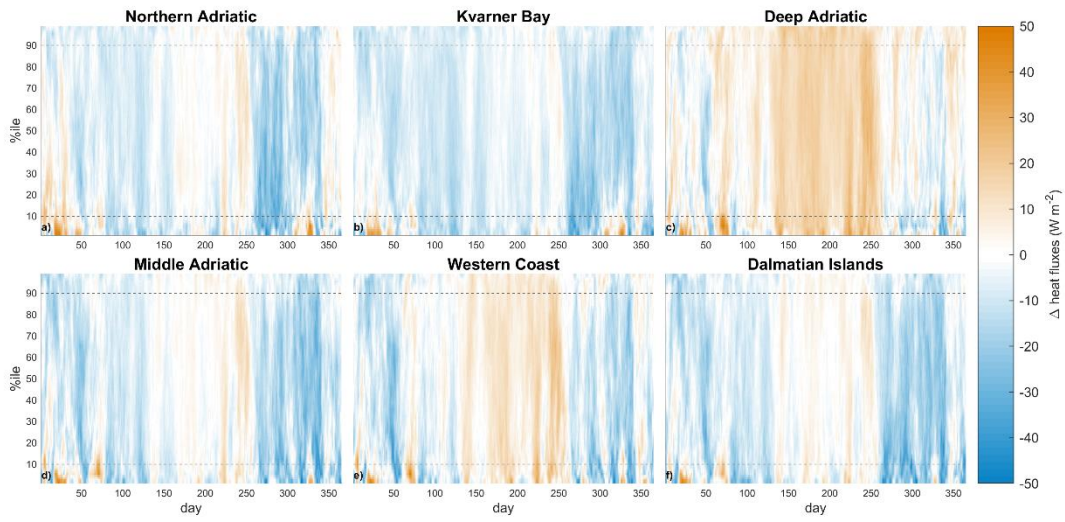 Northern Adriatic
Kvarner Bay
Deep Adriatic
%ile
90
80
70
60
50
40
30
20
10
a)
b)
c)
50 100 150 200 250 300 350
50 100 150 200 250 300 350
50 100 150 200 250 300 350
Middle Adriatic
Western Coast
Dalmatian Islands
%ile
90
80
70
60
50
40
30
20
10
d)
e)
f)
50 100 150 200 250 300 350
50 100 150 200 250 300 350
50 100 150 200 250 300 350
day
day
day
50
40
30
20
10
0
-10
-20
-30
-40
-50
Δ heat fluxes (W m⁻²)